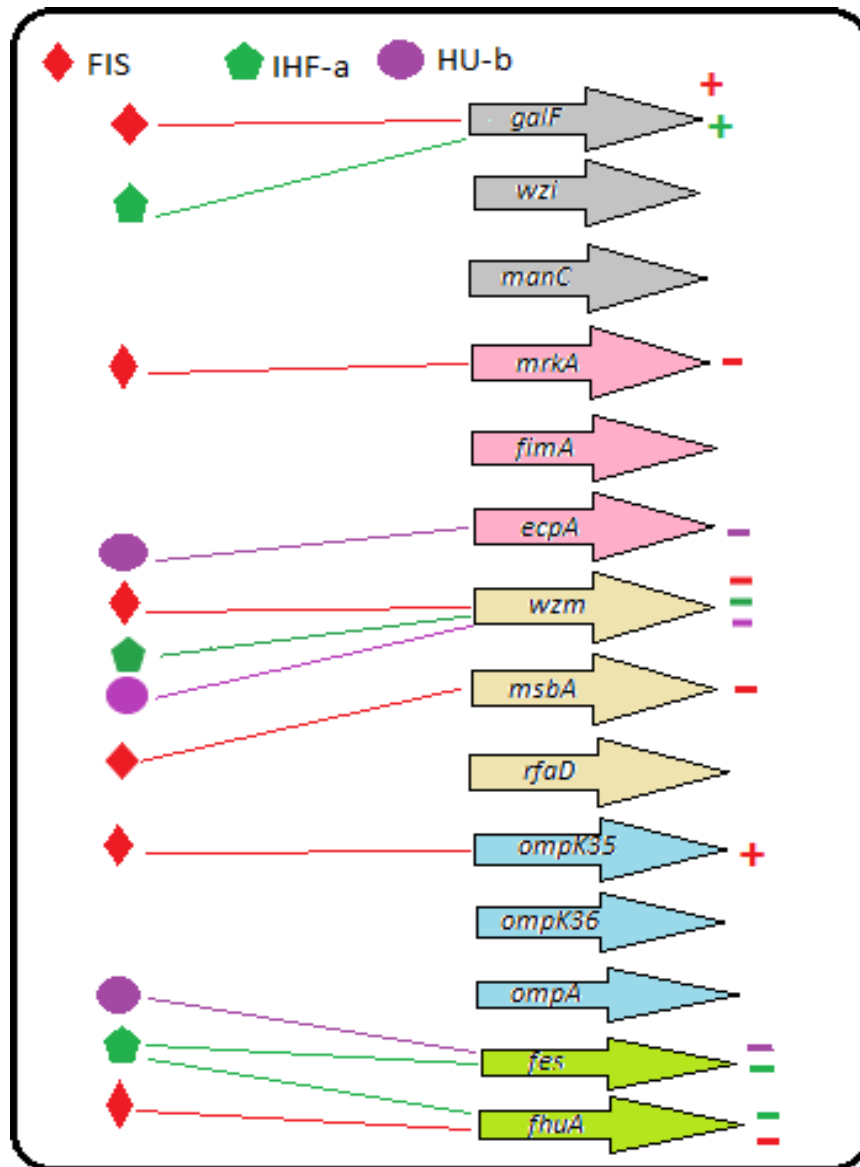 FIS IHF-a HU-b
galF +
+
wzi
manC
mrkA -
fimA
ecpA -
wzm -
-
-
msbA -
rfaD
ompK35 +
ompK36
ompA
fes -
-
fhuA -
-